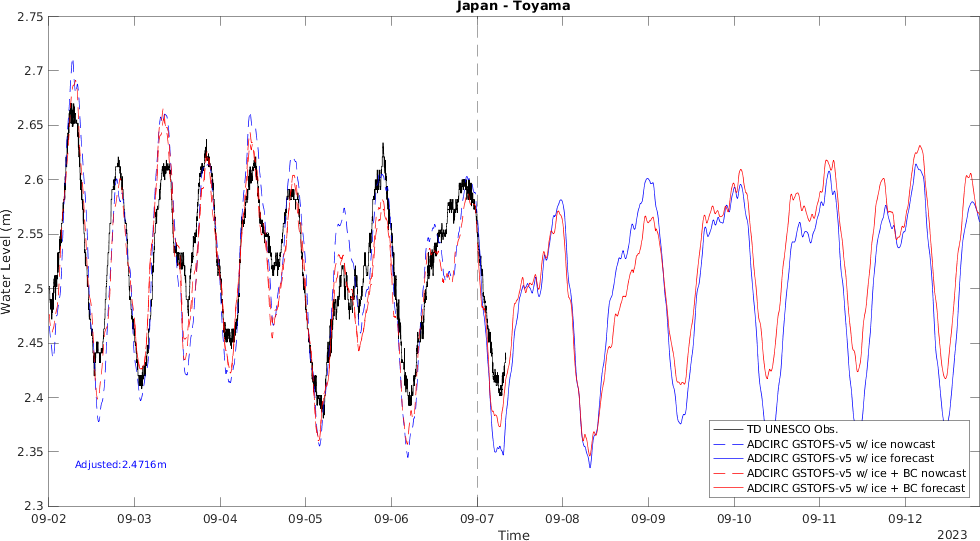 Japan - Toyama
2.75
2.7
2.65
2.6
2.55
2.5
2.45
2.4
2.35
2.3
Water Level (m)
Adjusted:2.4716m
TD UNESCO Obs.
ADCIRC GSTOFS-v5 w/ ice nowcast
ADCIRC GSTOFS-v5 w/ ice forecast
ADCIRC GSTOFS-v5 w/ ice + BC nowcast
ADCIRC GSTOFS-v5 w/ ice + BC forecast
09-02 09-03 09-04 09-05 09-06 09-07 09-08 09-09 09-10 09-11 09-12
Time
2023